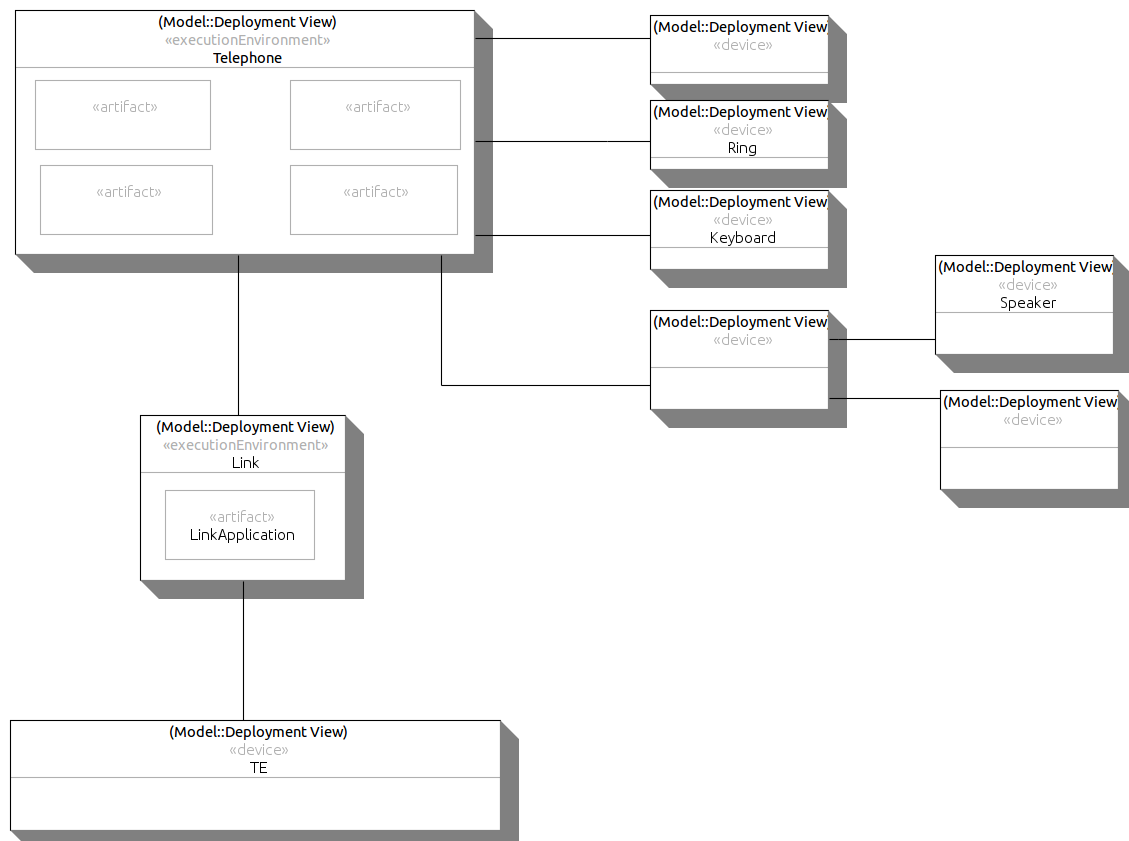 (Model::Deployment View)
«executionEnvironment»
Telephone
«artifact»
«artifact»
«artifact»
«artifact»
(Model::Deployment View)
«device»
(Model::Deployment View)
«device»
Ring
(Model::Deployment View)
«device»
Keyboard
(Model::Deployment View)
«device»
Speaker
(Model::Deployment View)
«device»
(Model::Deployment View
«device»
(Model::Deployment View)
«executionEnvironment»
Link
«artifact»
LinkApplication
(Model::Deployment View)
«device»
TE